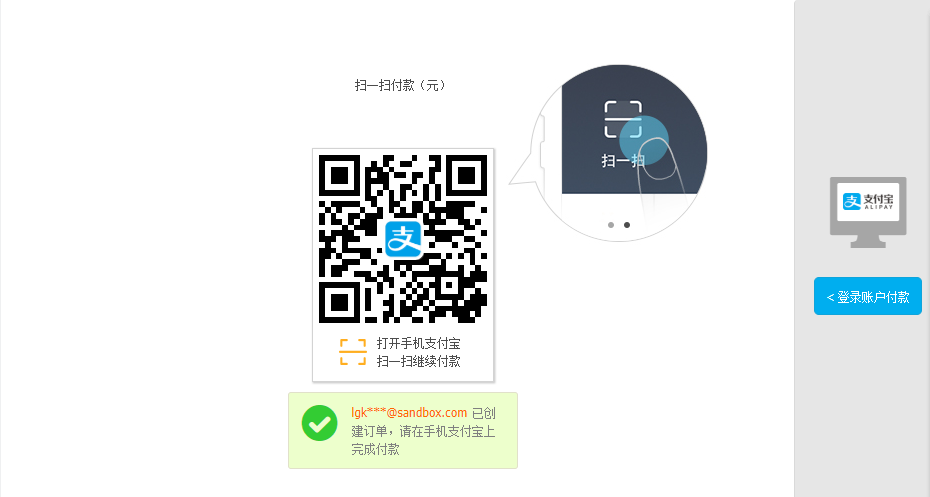 扫一扫付款（元）
扫一扫
支
支付宝
ALIPAY
< 登录账户付款
支
打开手机支付宝
扫一扫继续付款
lgk***@sandbox.com 已创
建订单，请在手机支付宝上
完成付款